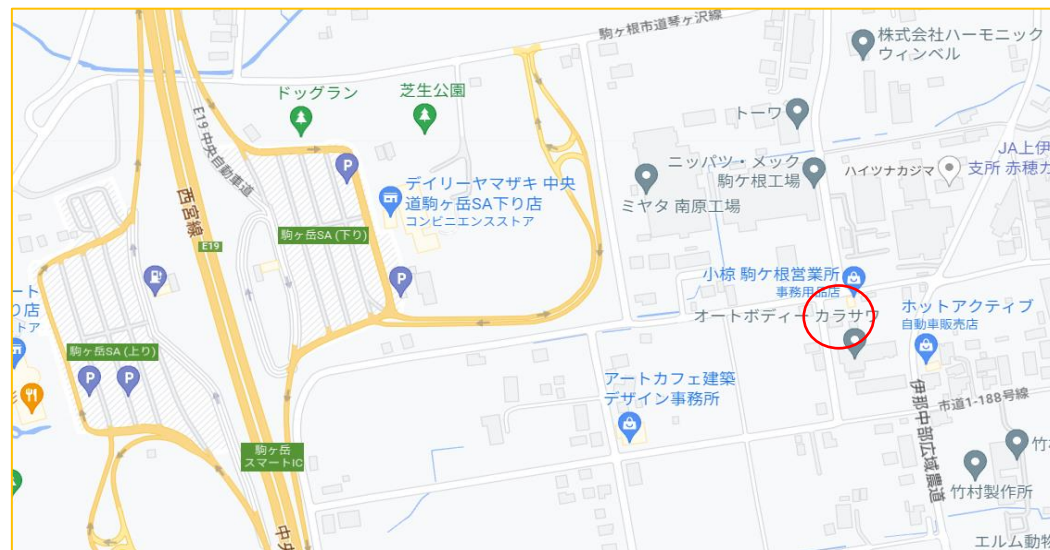 駒ヶ根市道琴ヶ沢線
株式会社ハーモニック
ウィンベル
ドッグラン
芝生公園
E19 中央自動車道
トーワ
ニッパツ・メック
駒ケ根工場
ハイツナカジマ
JA上伊
支所 赤穂カ
P
デイリーヤマザキ 中央
道駒ヶ岳SA下り店
コンビニエンスストア
ミヤタ 南原工場
西宮線
E19
駒ヶ岳SA (下り)
P
小椋 駒ケ根営業所
事務用品店
オートボディー カラサワ
ホットアクティブ
自動車販売店
ート
り店
トア
駒ヶ岳SA (上り)
P
P
アートカフェ建築
デザイン事務所
市道1-188号線
伊那中部広域農道
駒ヶ岳
スマートIC
竹村製作所
中央
エルム動物